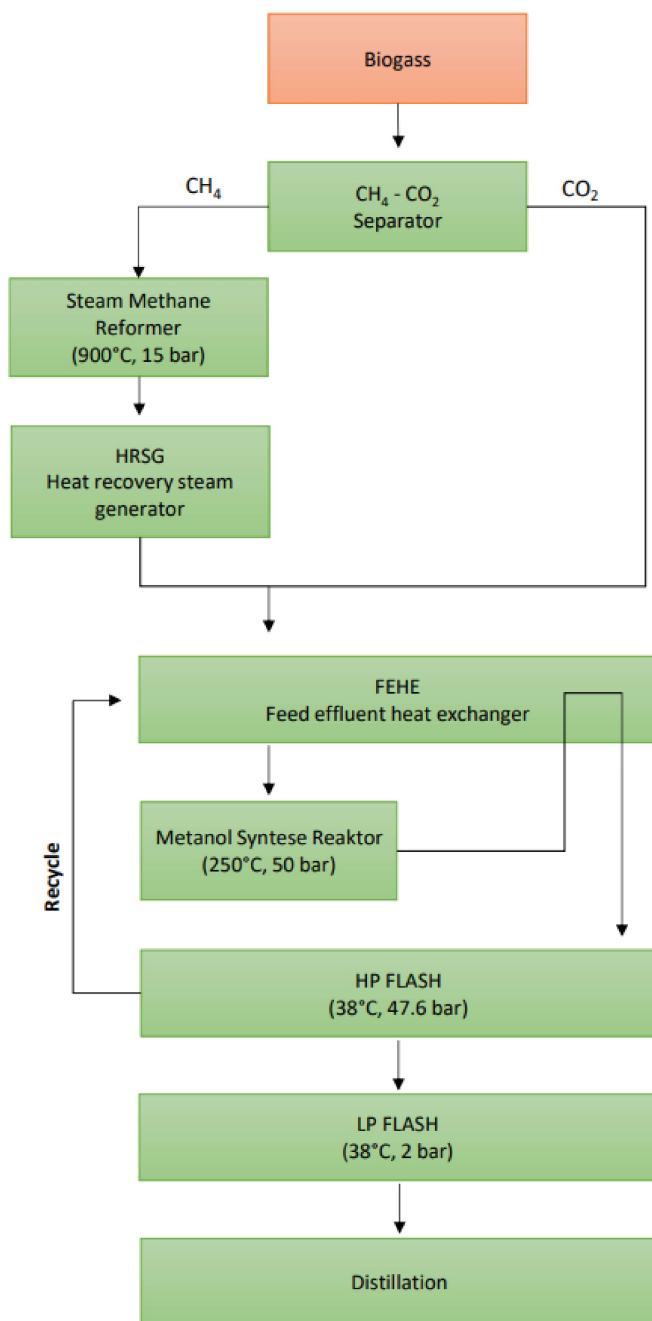 Biogass
CH₄
CH₄ - CO₂
Separator
CO₂
Steam Methane
Reformer
(900°C, 15 bar)
HRSG
Heat recovery steam
generator
FEHE
Feed effluent heat exchanger
Metanol Syntese Reaktor
(250°C, 50 bar)
Recycle
HP FLASH
(38°C, 47.6 bar)
LP FLASH
(38°C, 2 bar)
Distillation